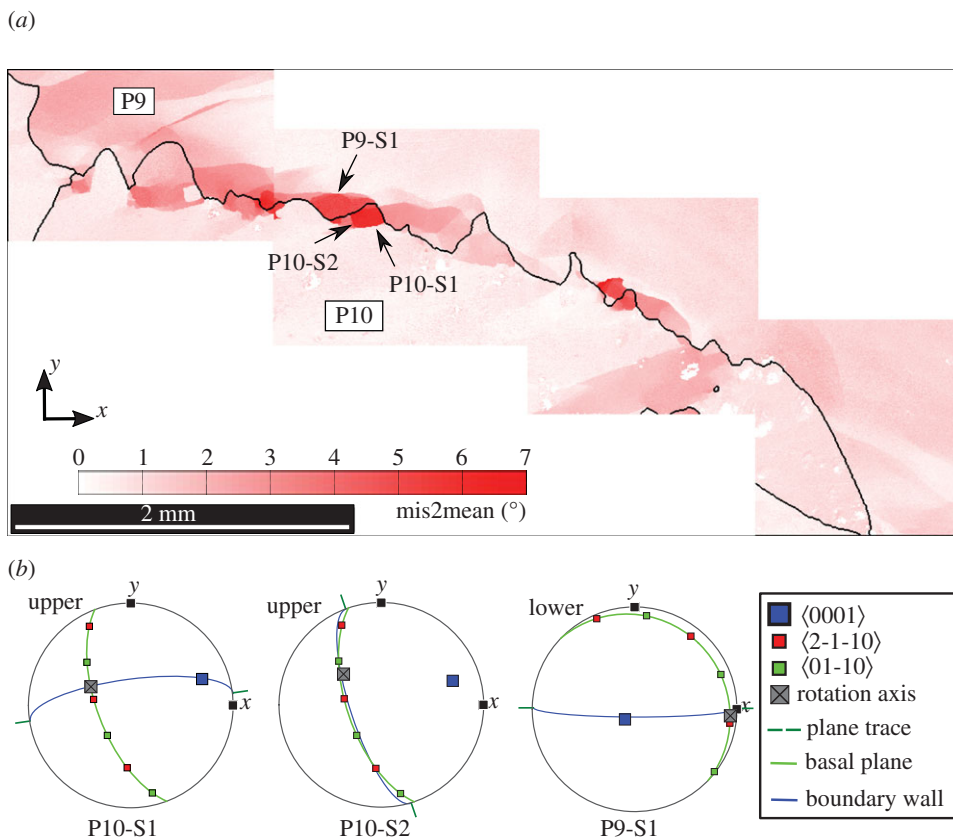 (a)
P9
P9-S1
P10-S2
P10-S1
P10
y
x
0 1 2 3 4 5 6 7
2 mm
mis2mean (°)
(b)
upper
y
x
P10-S1
upper
y
x
P10-S2
lower
y
x
P9-S1
⟨0001⟩
⟨2-1-10⟩
⟨01-10⟩
rotation axis
plane trace
basal plane
boundary wall